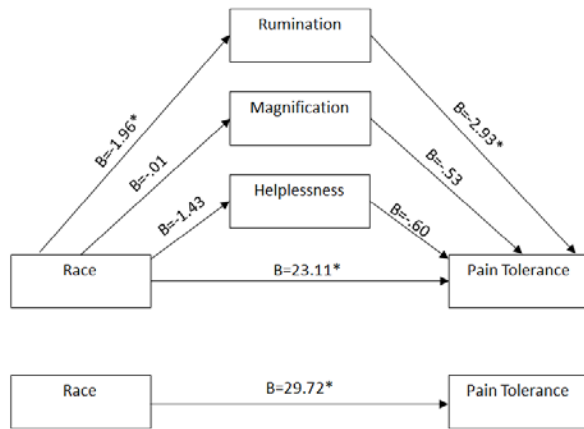 Rumination
B=-1.96*
B=-2.93*
Magnification
B=-.01
B=-.53
Helplessness
B=-1.43
B=-.60
Race
B=23.11*
Pain Tolerance
Race
B=29.72*
Pain Tolerance